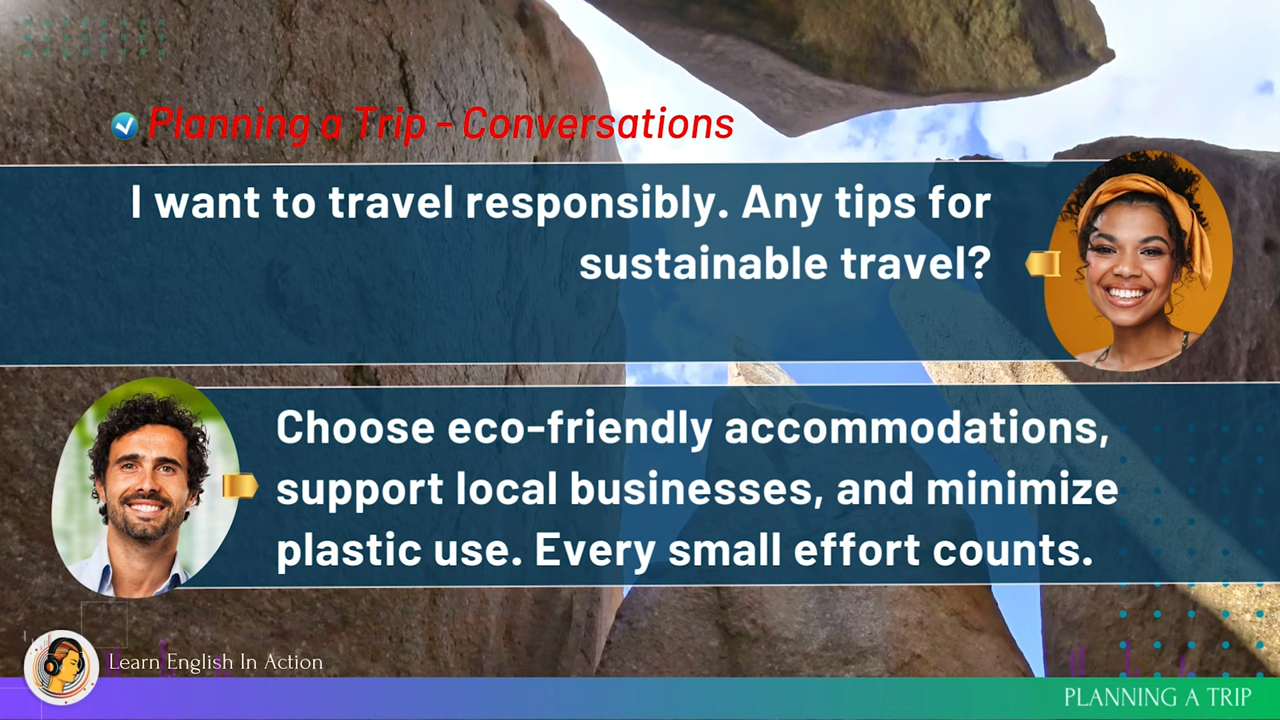 Planning a Trip - Conversations
I want to travel responsibly. Any tips for
sustainable travel?
Choose eco-friendly accommodations,
support local businesses, and minimize
plastic use. Every small effort counts.
Learn English In Action
PLANNING A TRIP